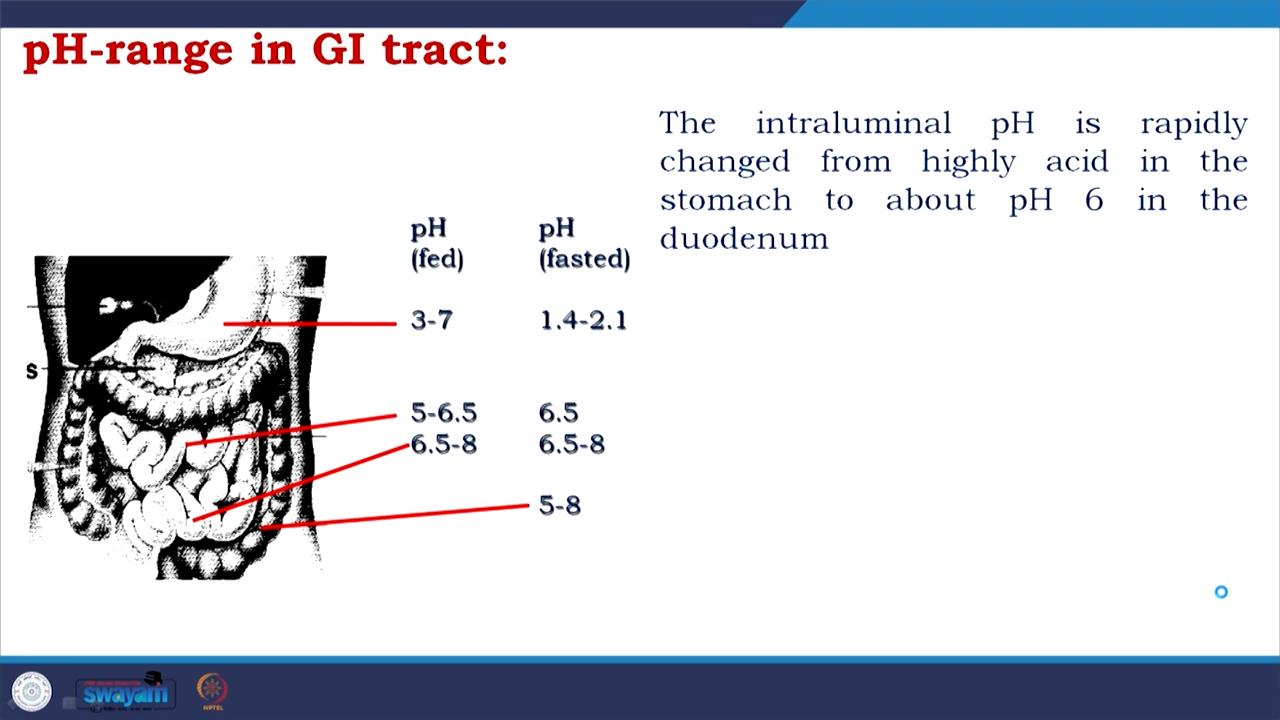 pH-range in GI tract:
The intraluminal pH is rapidly
changed from highly acid in the
stomach to about pH 6 in the
duodenum
pH pH
(fed) (fasted)
3-7 1.4-2.1
S
5-6.5 6.5
6.5-8 6.5-8
5-8
swayam
NPTEL